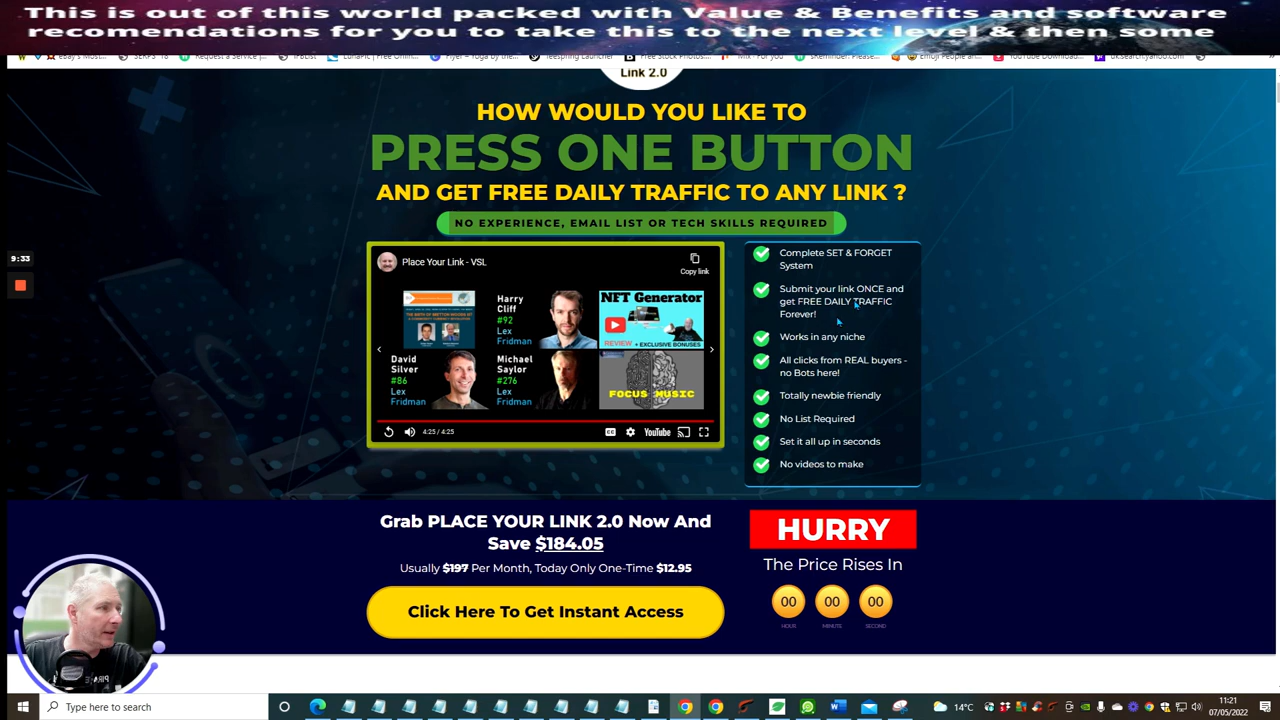 This is out of this world packed with Value & Benefits and software
recomendations for you to take this to the next level & then some
Link 2.0
HOW WOULD YOU LIKE TO
PRESS ONE BUTTON
AND GET FREE DAILY TRAFFIC TO ANY LINK ?
NO EXPERIENCE, EMAIL LIST OR TECH SKILLS REQUIRED
9:33
Place Your Link - VSL
Copy link
Harry
Cliff
#92
Lex
Fridman
NFT Generator
REVIEW + EXCLUSIVE BONUSES
David
Silver
#86
Lex
Fridman
Michael
Saylor
#276
Lex
Fridman
FOCUS MUSIC
4:25 / 4:25
CC
YouTube
Complete SET & FORGET
System
Submit your link ONCE and
get FREE DAILY TRAFFIC
Forever!
Works in any niche
All clicks from REAL buyers -
no Bots here!
Totally newbie friendly
No List Required
Set it all up in seconds
No videos to make
Grab PLACE YOUR LINK 2.0 Now And
Save $184.05
Usually $197 Per Month, Today Only One-Time $12.95
Click Here To Get Instant Access
HURRY
The Price Rises In
00 00 00
HOUR MINUTE SECOND
Type here to search
14°C
11:21
07/05/2022